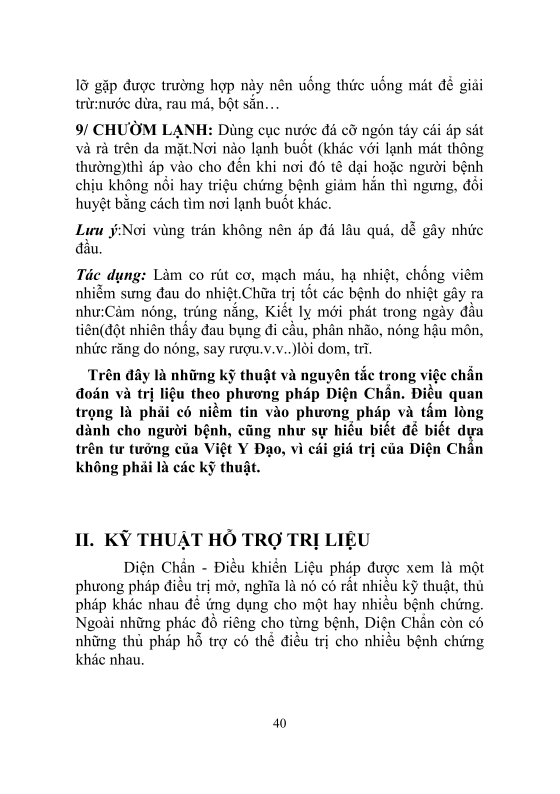 lỡ gặp được trường hợp này nên uống thức uống mát để giải
trừ:nước dừa, rau má, bột sắn…
9/ CHƯỜM LẠNH: Dùng cục nước đá cỡ ngón táy cái áp sát
và rà trên da mặt.Nơi nào lạnh buốt (khác với lạnh mát thông
thường)thì áp vào cho đến khi nơi đó tê dại hoặc người bệnh
chịu không nổi hay triệu chứng bệnh giảm hẳn thì ngưng, đổi
huyệt bằng cách tìm nơi lạnh buốt khác.
Lưu ý:Nơi vùng trán không nên áp đá lâu quá, dễ gây nhức
đầu.
Tác dụng: Làm co rút cơ, mạch máu, hạ nhiệt, chống viêm
nhiễm sưng đau do nhiệt.Chữa trị tốt các bệnh do nhiệt gây ra
như:Cảm nóng, trúng nắng, Kiết lỵ mới phát trong ngày đầu
tiên(đột nhiên thấy đau bụng đi cầu, phân nhão, nóng hậu môn,
nhức răng do nóng, say rượu.v.v..)lòi dom, trĩ.
Trên đây là những kỹ thuật và nguyên tắc trong việc chẩn
đoán và trị liệu theo phương pháp Diện Chẩn. Điều quan
trọng là phải có niềm tin vào phương pháp và tấm lòng
dành cho người bệnh, cũng như sự hiểu biết để biết dựa
trên tư tưởng của Việt Y Đạo, vì cái giá trị của Diện Chẩn
không phải là các kỹ thuật.
II. KỸ THUẬT HỖ TRỢ TRỊ LIỆU
Diện Chẩn - Điều khiển Liệu pháp được xem là một
phương pháp điều trị mở, nghĩa là nó có rất nhiều kỹ thuật, thủ
pháp khác nhau để ứng dụng cho một hay nhiều bệnh chứng.
Ngoài những phác đồ riêng cho từng bệnh, Diện Chẩn còn có
những thủ pháp hỗ trợ có thể điều trị cho nhiều bệnh chứng
khác nhau.
40